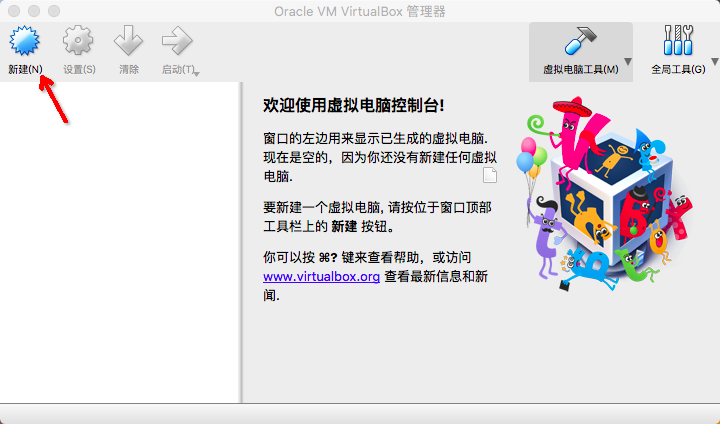 Oracle VM VirtualBox 管理器
新建(N) 设置(S) 清除 启动(T) 虚拟电脑工具(M) 全局工具(G)
欢迎使用虚拟电脑控制台!
窗口的左边用来显示已生成的虚拟电脑.
现在是空的，因为你还没有新建任何虚拟
电脑.
要新建一个虚拟电脑, 请按位于窗口顶部
工具栏上的 新建 按钮。
你可以按 ⌘? 键来查看帮助，或访问
www.virtualbox.org 查看最新信息和新
闻.